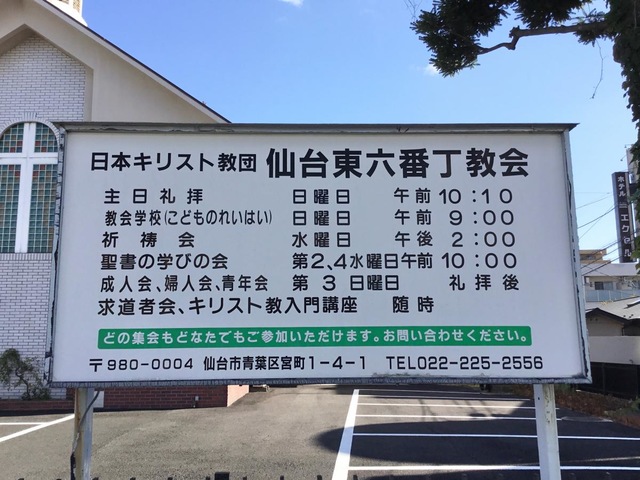 日本キリスト教団 仙台東六番丁教会
主日礼拝 日曜日 午前10:10
教会学校(こどものれいはい) 日曜日 午前 9:00
祈祷会 水曜日 午後 2:00
聖書の学びの会 第2、4水曜日午前10:00
成人会、婦人会、青年会 第3日曜日 礼拝後
求道者会、キリスト教入門講座 随時
どの集会もどなたでもご参加いただけます。お問い合わせください。
〒980-0004 仙台市青葉区宮町1-4-1 TEL022-225-2556
ホテル